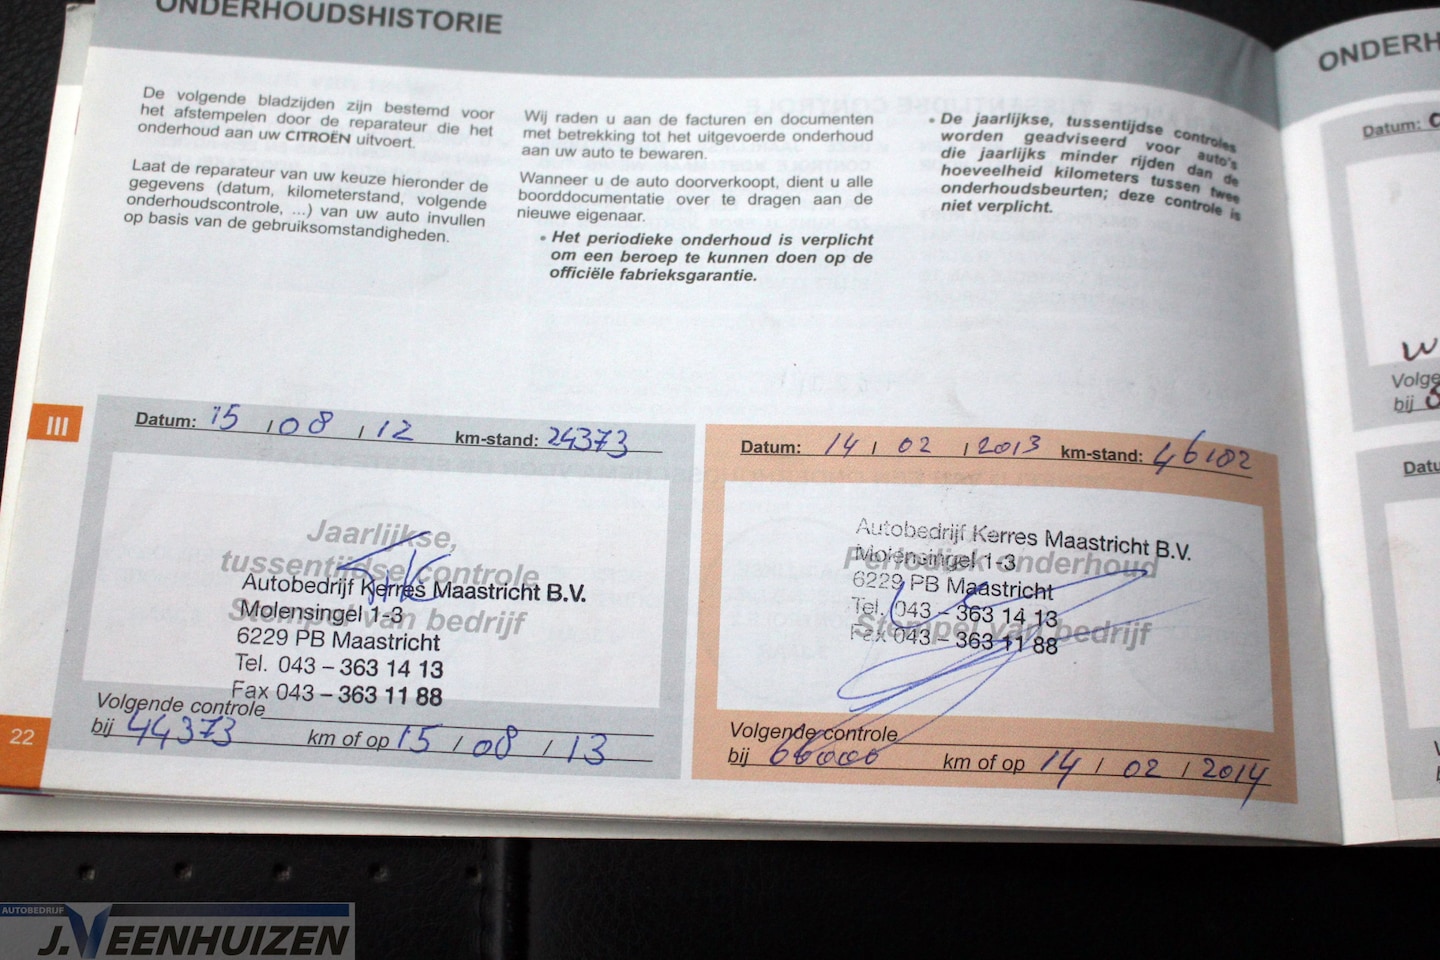 ONDERHOUDSHISTORIE
De volgende bladzijden zijn bestemd voor
het afstempelen door de reparateur die het
onderhoud aan uw CITROËN uitvoert.
Laat de reparateur van uw keuze hieronder de
gegevens (datum, kilometerstand, volgende
onderhoudscontrole, ...) van uw auto invullen
op basis van de gebruiksomstandigheden.
Wij raden u aan de facturen en documenten
met betrekking tot het uitgevoerde onderhoud
aan uw auto te bewaren.
Wanneer u de auto doorverkoopt, dient u alle
boorddocumentatie over te dragen aan de
nieuwe eigenaar.
• Het periodieke onderhoud is verplicht
om een beroep te kunnen doen op de
officiële fabrieksgarantie.
• De jaarlijkse, tussentijdse controles
worden geadviseerd voor auto's
die jaarlijks minder rijden dan de
hoeveelheid kilometers tussen twee
onderhoudsbeurten; deze controle is
niet verplicht.
III
Datum: 15 / 08 / 12 km-stand: 24373
Jaarlijkse,
tussentijdse controle
Stempel van bedrijf
Autobedrijf Kerres Maastricht B.V.
Molensingel 1-3
6229 PB Maastricht
Tel. 043 – 363 14 13
Fax 043 – 363 11 88
Volgende controle
bij 44373 km of op 15 / 08 / 13
Datum: 14 / 02 / 2013 km-stand: 46102
Periodiek onderhoud
Stempel van bedrijf
Autobedrijf Kerres Maastricht B.V.
Molensingel 1-3
6229 PB Maastricht
Tel. 043 – 363 14 13
Fax 043 – 363 11 88
Volgende controle
bij 66000 km of op 14 / 02 / 2014
22
ONDERH
Datum:
Volge
bij
Datu
AUTOBEDRIJF
J.VEENHUIZEN